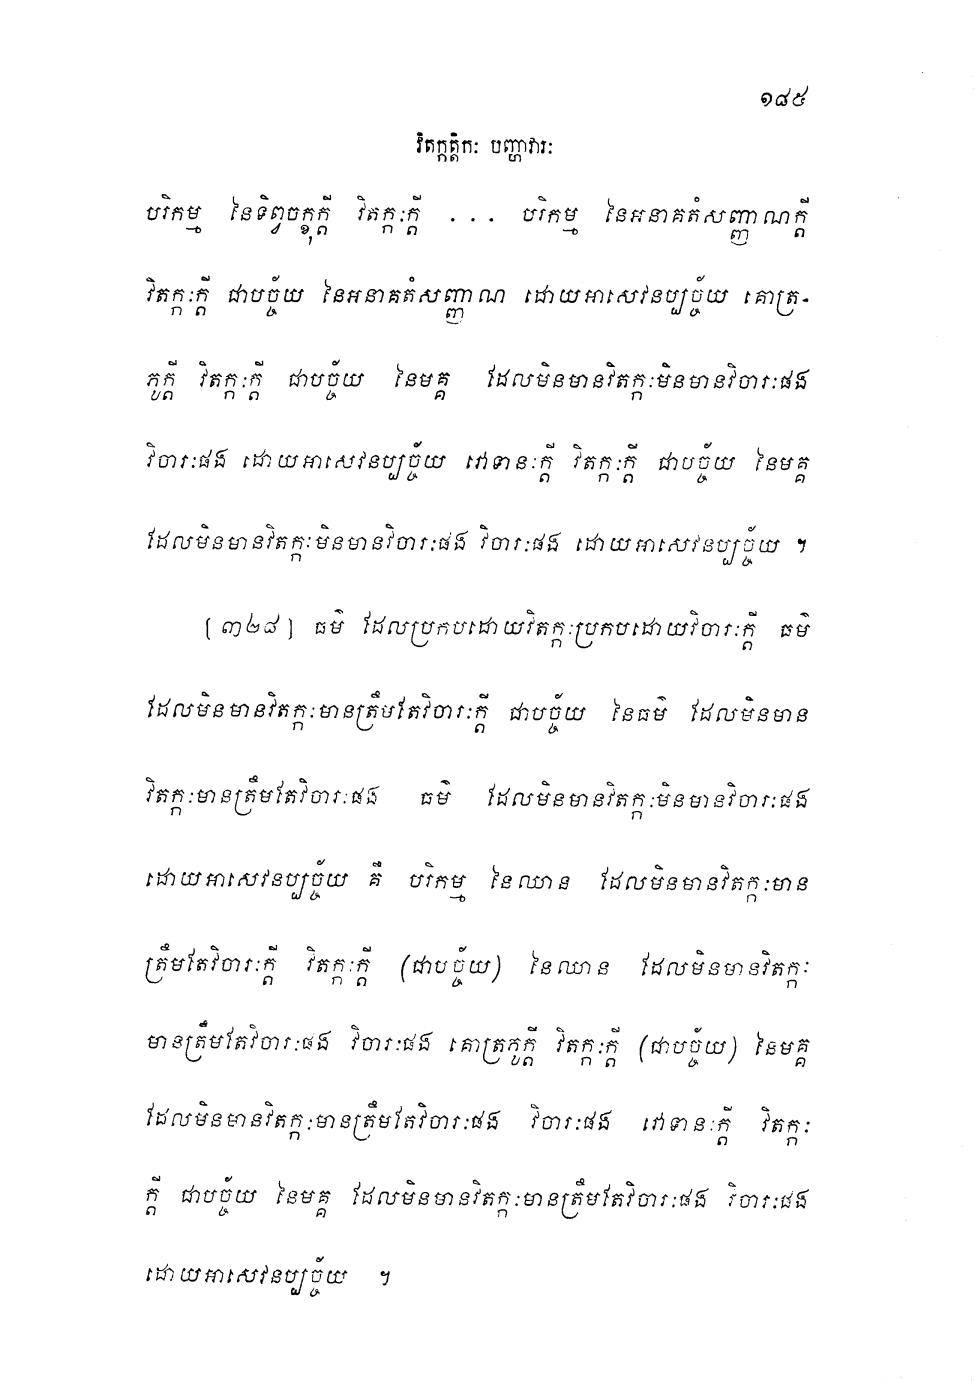 ១៨៥
វិតក្កត្តិកៈ បញ្ហាវារៈ
បរិកម្ម នៃទិព្វចក្ខុក្តី វិតក្កៈក្តី ... បរិកម្ម នៃអនាគតំសញ្ញាណក្តី
វិតក្កៈក្តី ជាបច្ច័យ នៃអនាគតំសញ្ញាណ ដោយអាសេវនប្បច្ច័យ គោត្រ-
ភូក្តី វិតក្កៈក្តី ជាបច្ច័យ នៃមគ្គ ដែលមិនមានវិតក្កៈមិនមានវិចារៈផង
វិចារៈផង ដោយអាសេវនប្បច្ច័យ វោទានៈក្តី វិតក្កៈក្តី ជាបច្ច័យ នៃមគ្គ
ដែលមិនមានវិតក្កៈមិនមានវិចារៈផង វិចារៈផង ដោយអាសេវនប្បច្ច័យ ។
[៣២៨] ធម៌ ដែលប្រកបដោយវិតក្កៈប្រកបដោយវិចារៈក្តី ធម៌
ដែលមិនមានវិតក្កៈមានត្រឹមតែវិចារៈក្តី ជាបច្ច័យ នៃធម៌ ដែលមិនមាន
វិតក្កៈមានត្រឹមតែវិចារៈផង ធម៌ ដែលមិនមានវិតក្កៈមិនមានវិចារៈផង
ដោយអាសេវនប្បច្ច័យ គឺ បរិកម្ម នៃឈាន ដែលមិនមានវិតក្កៈមាន
ត្រឹមតែវិចារៈក្តី វិតក្កៈក្តី (ជាបច្ច័យ) នៃឈាន ដែលមិនមានវិតក្កៈ
មានត្រឹមតែវិចារៈផង វិចារៈផង គោត្រភូក្តី វិតក្កៈក្តី (ជាបច្ច័យ) នៃមគ្គ
ដែលមិនមានវិតក្កៈមានត្រឹមតែវិចារៈផង វិចារៈផង វោទានៈក្តី វិតក្កៈ
ក្តី ជាបច្ច័យ នៃមគ្គ ដែលមិនមានវិតក្កៈមានត្រឹមតែវិចារៈផង វិចារៈផង
ដោយអាសេវនប្បច្ច័យ ។